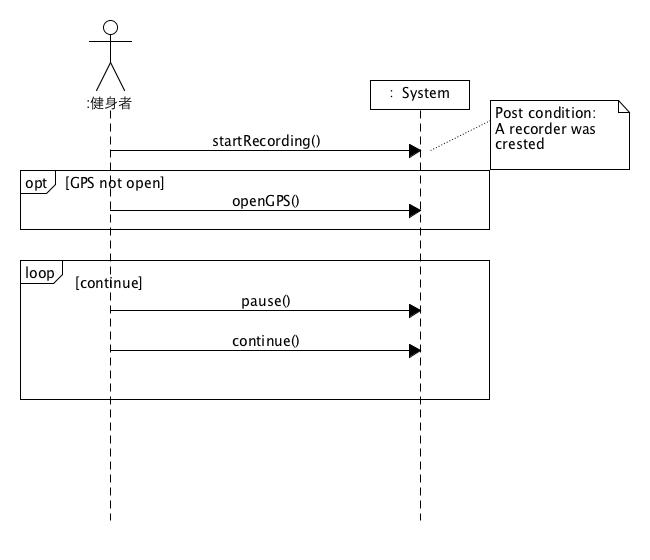 :健身者
: System
Post condition:
A recorder was
crested
startRecording()
opt [GPS not open]
openGPS()
loop
[continue]
pause()
continue()